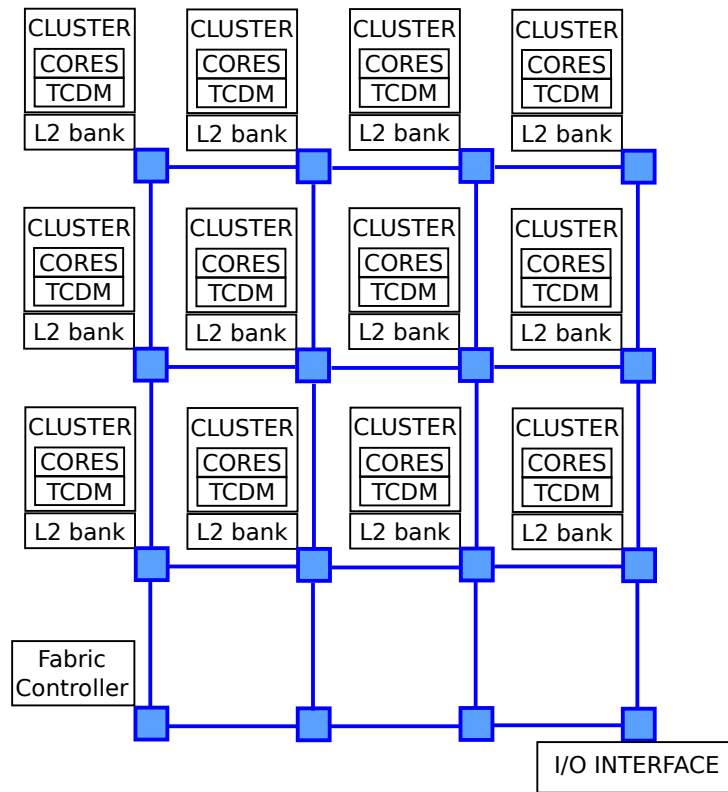 CLUSTER
CORES
TCDM
L2 bank
CLUSTER
CORES
TCDM
L2 bank
CLUSTER
CORES
TCDM
L2 bank
CLUSTER
CORES
TCDM
L2 bank
CLUSTER
CORES
TCDM
L2 bank
CLUSTER
CORES
TCDM
L2 bank
CLUSTER
CORES
TCDM
L2 bank
CLUSTER
CORES
TCDM
L2 bank
CLUSTER
CORES
TCDM
L2 bank
CLUSTER
CORES
TCDM
L2 bank
CLUSTER
CORES
TCDM
L2 bank
CLUSTER
CORES
TCDM
L2 bank
Fabric
Controller
I/O INTERFACE